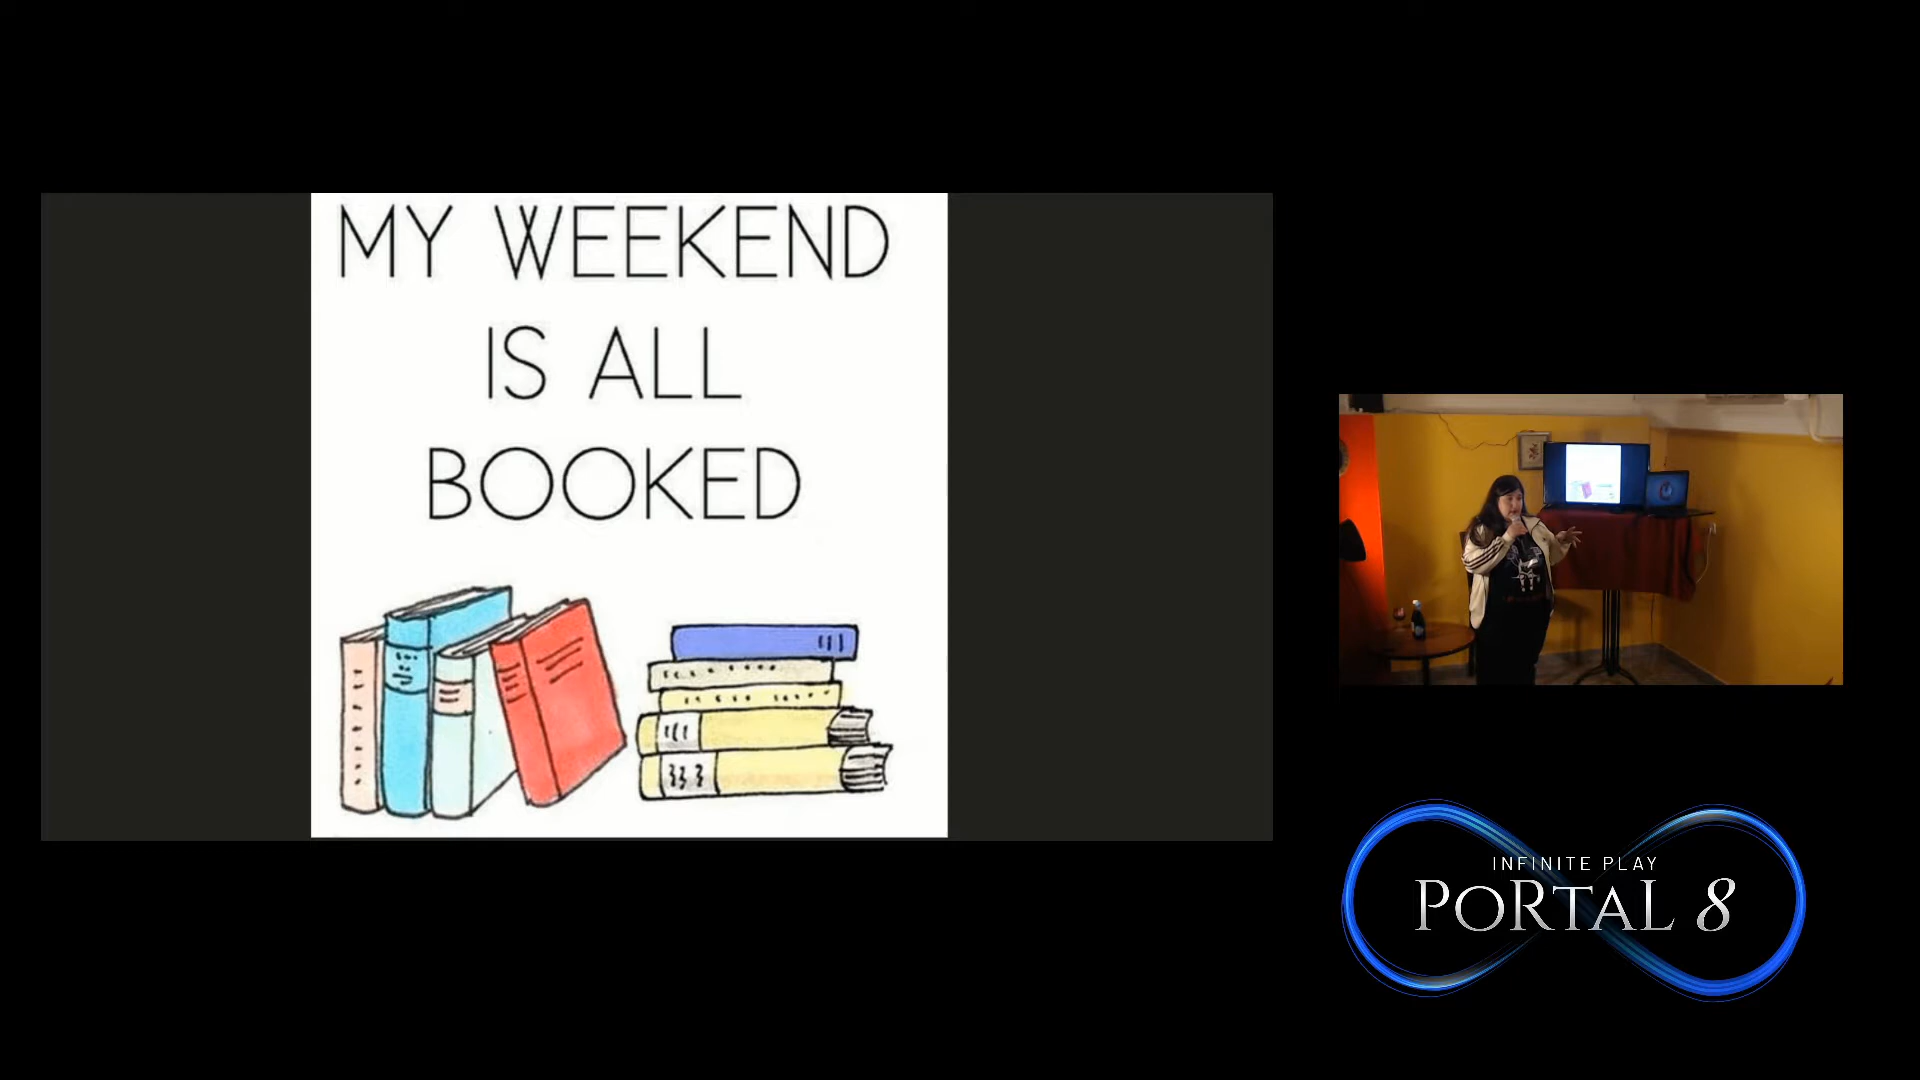 MY WEEKEND
IS ALL
BOOKED
INFINITE PLAY
PORTAL 8